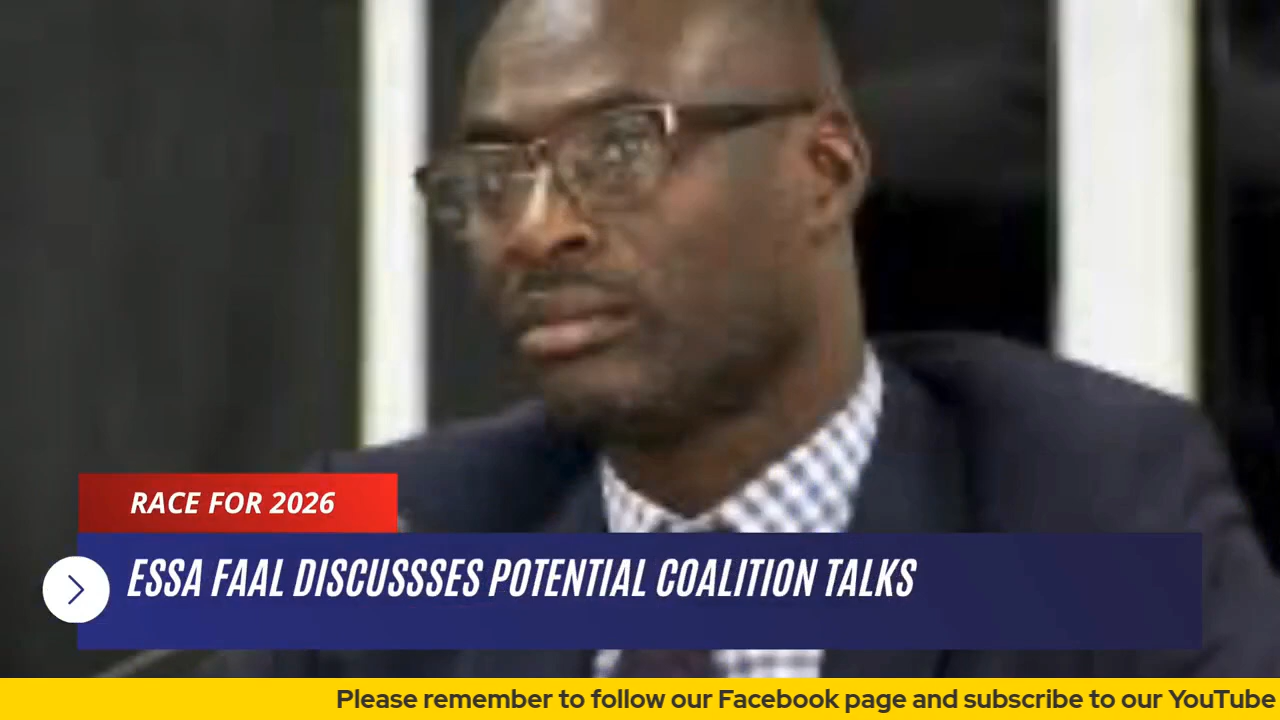 RACE FOR 2026
ESSA FAAL DISCUSSSES POTENTIAL COALITION TALKS
Please remember to follow our Facebook page and subscribe to our YouTube